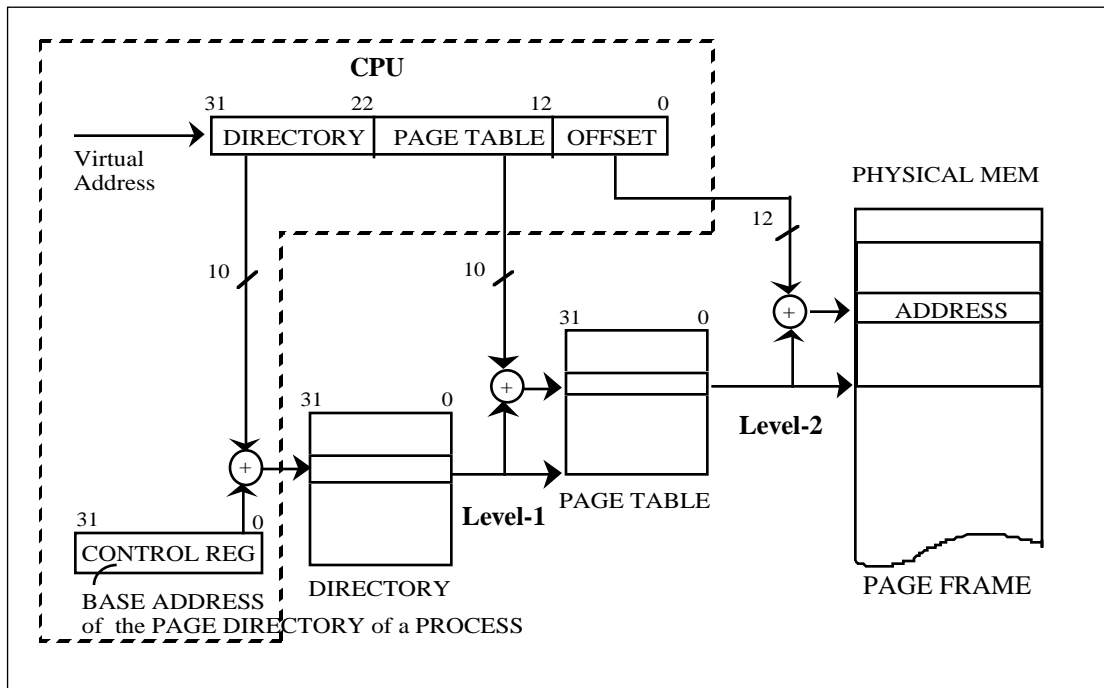 CPU
31 22 12 0
DIRECTORY PAGE TABLE OFFSET
Virtual
Address
PHYSICAL MEM
12
10
10
+
ADDRESS
31 0
+
31 0
Level-2
+
PAGE TABLE
Level-1
31 0
CONTROL REG
DIRECTORY
PAGE FRAME
BASE ADDRESS
of the PAGE DIRECTORY of a PROCESS